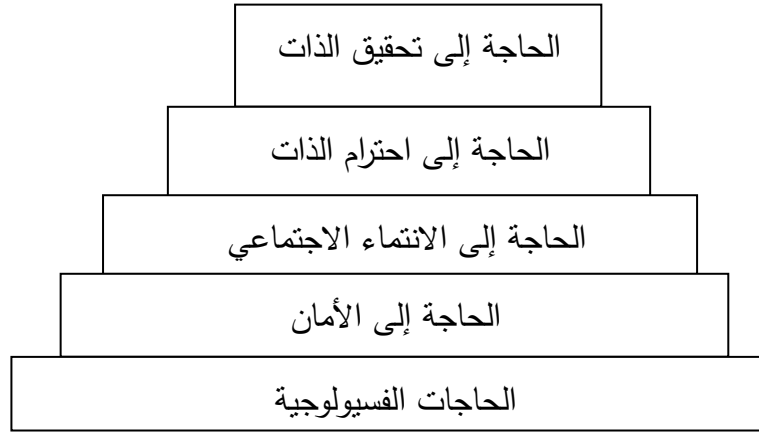 الحاجة إلى تحقيق الذات
الحاجة إلى احترام الذات
الحاجة إلى الانتماء الاجتماعي
الحاجة إلى الأمان
الحاجات الفسيولوجية